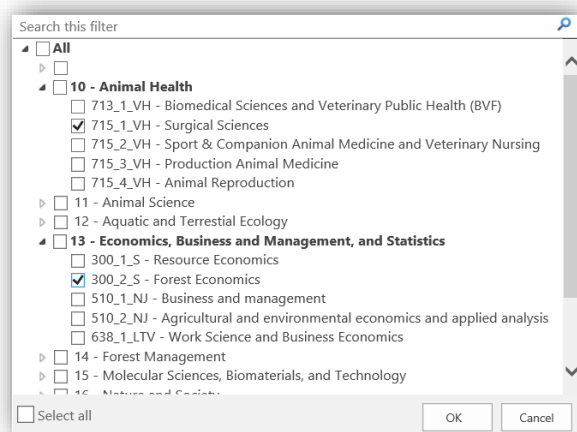 Search this filter
All
10 - Animal Health
713_1_VH - Biomedical Sciences and Veterinary Public Health (BVF)
715_1_VH - Surgical Sciences
715_2_VH - Sport & Companion Animal Medicine and Veterinary Nursing
715_3_VH - Production Animal Medicine
715_4_VH - Animal Reproduction
11 - Animal Science
12 - Aquatic and Terrestial Ecology
13 - Economics, Business and Management, and Statistics
300_1_S - Resource Economics
300_2_S - Forest Economics
510_1_NJ - Business and management
510_2_NJ - Agricultural and environmental economics and applied analysis
638_1_LTV - Work Science and Business Economics
14 - Forest Management
15 - Molecular Sciences, Biomaterials, and Technology
16 - Nature and Society
Select all
OK
Cancel